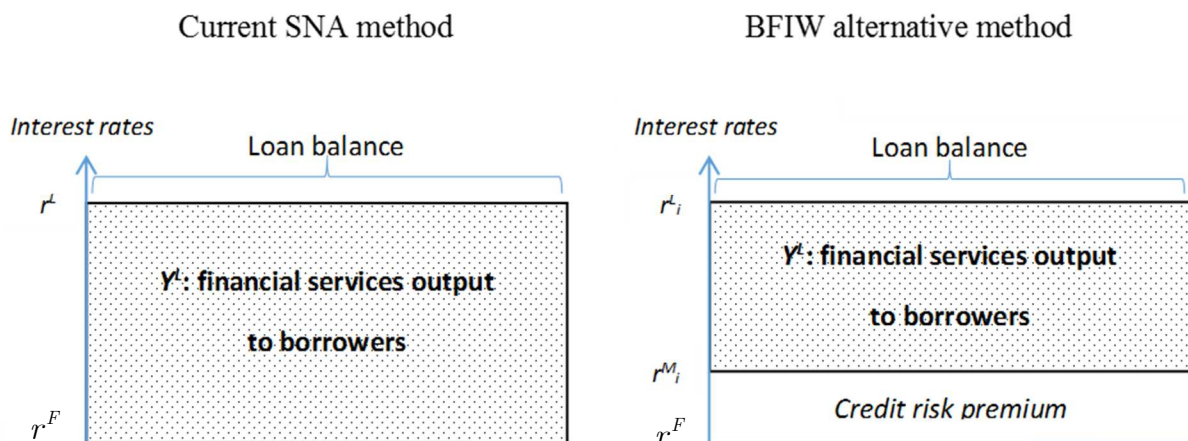 Current SNA method
Interest rates
Loan balance
r^L
Y^L: financial services output
to borrowers
r^F
BFIW alternative method
Interest rates
Loan balance
r^L_i
Y^L: financial services output
to borrowers
r^M_i
Credit risk premium
r^F